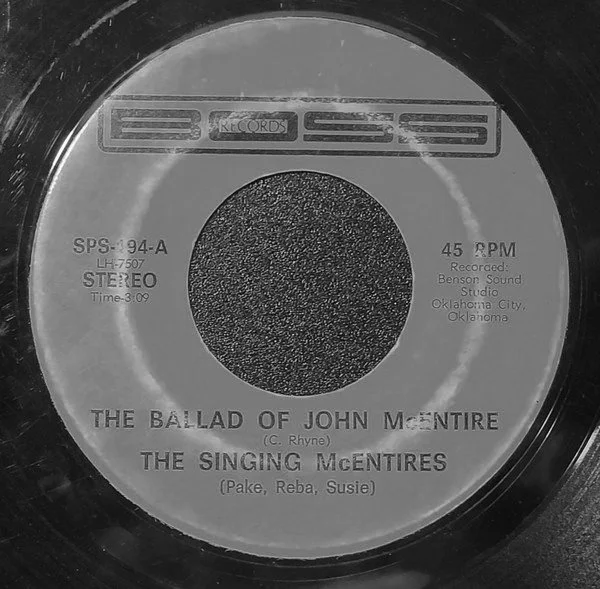 BOSS
RECORDS
SPS-194-A
LH-7507
STEREO
Time-3:09
45 RPM
Recorded:
Benson Sound
Studio
Oklahoma City,
Oklahoma
THE BALLAD OF JOHN McENTIRE
(C. Rhyne)
THE SINGING McENTIRES
(Pake, Reba, Susie)